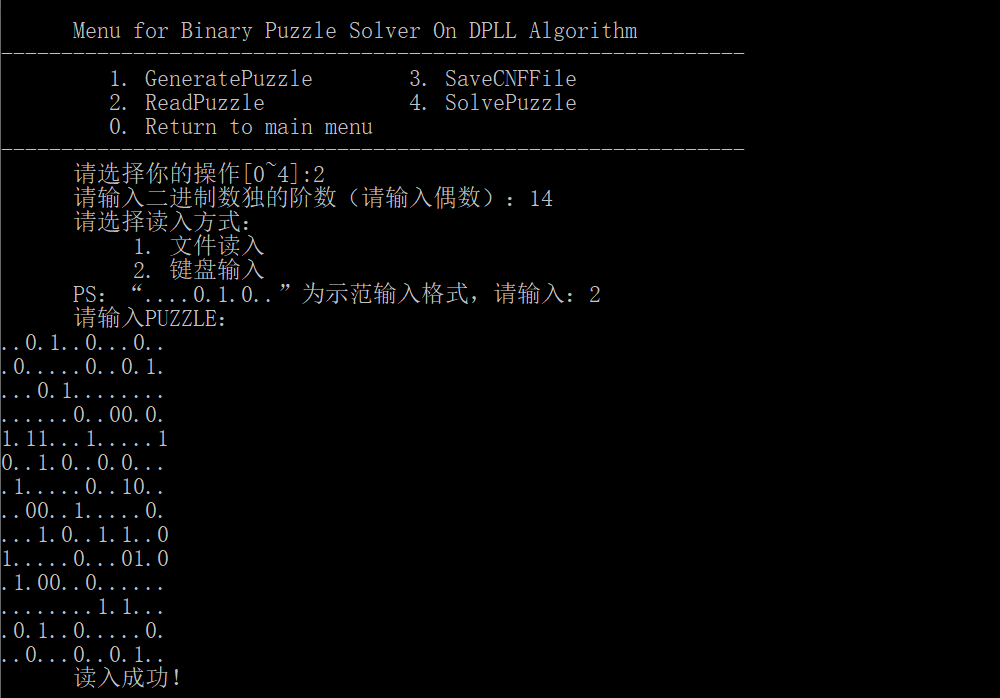 Menu for Binary Puzzle Solver On DPLL Algorithm
1. GeneratePuzzle 3. SaveCNFFile
2. ReadPuzzle 4. SolvePuzzle
0. Return to main menu
请选择你的操作[0~4]:2
请输入二进制数独的阶数（请输入偶数）：14
请选择读入方式：
1. 文件读入
2. 键盘输入
PS：“....0.1.0..”为示范输入格式，请输入：2
请输入PUZZLE：
..0.1..0...0..
.0.....0..0.1.
...0.1........
......0..00.0.
1.11...1.....1
0..1.0..0.0...
.1.....0..10..
..00..1.....0.
...1.0..1.1..0
1.....0...01.0
.1.00..0......
........1.1...
.0.1..0.....0.
..0...0..0.1..
读入成功！